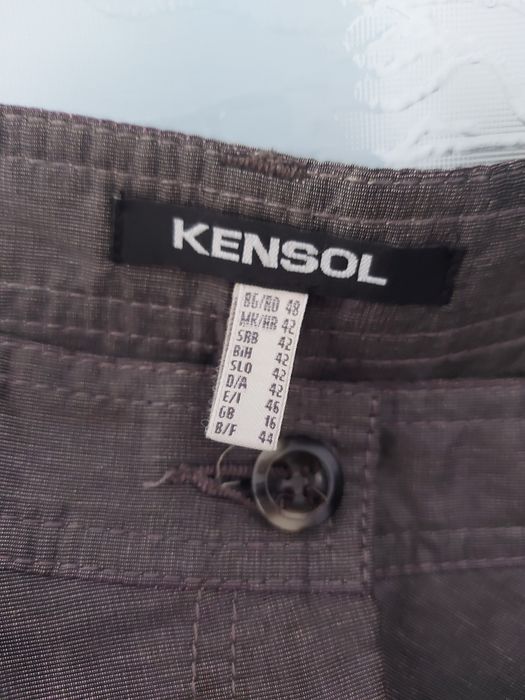 KENSOL
BG/RO 48
MK/HR 42
SRB 42
BiH 42
SLO 42
D/A 42
E/I 46
GB 16
B/F 44